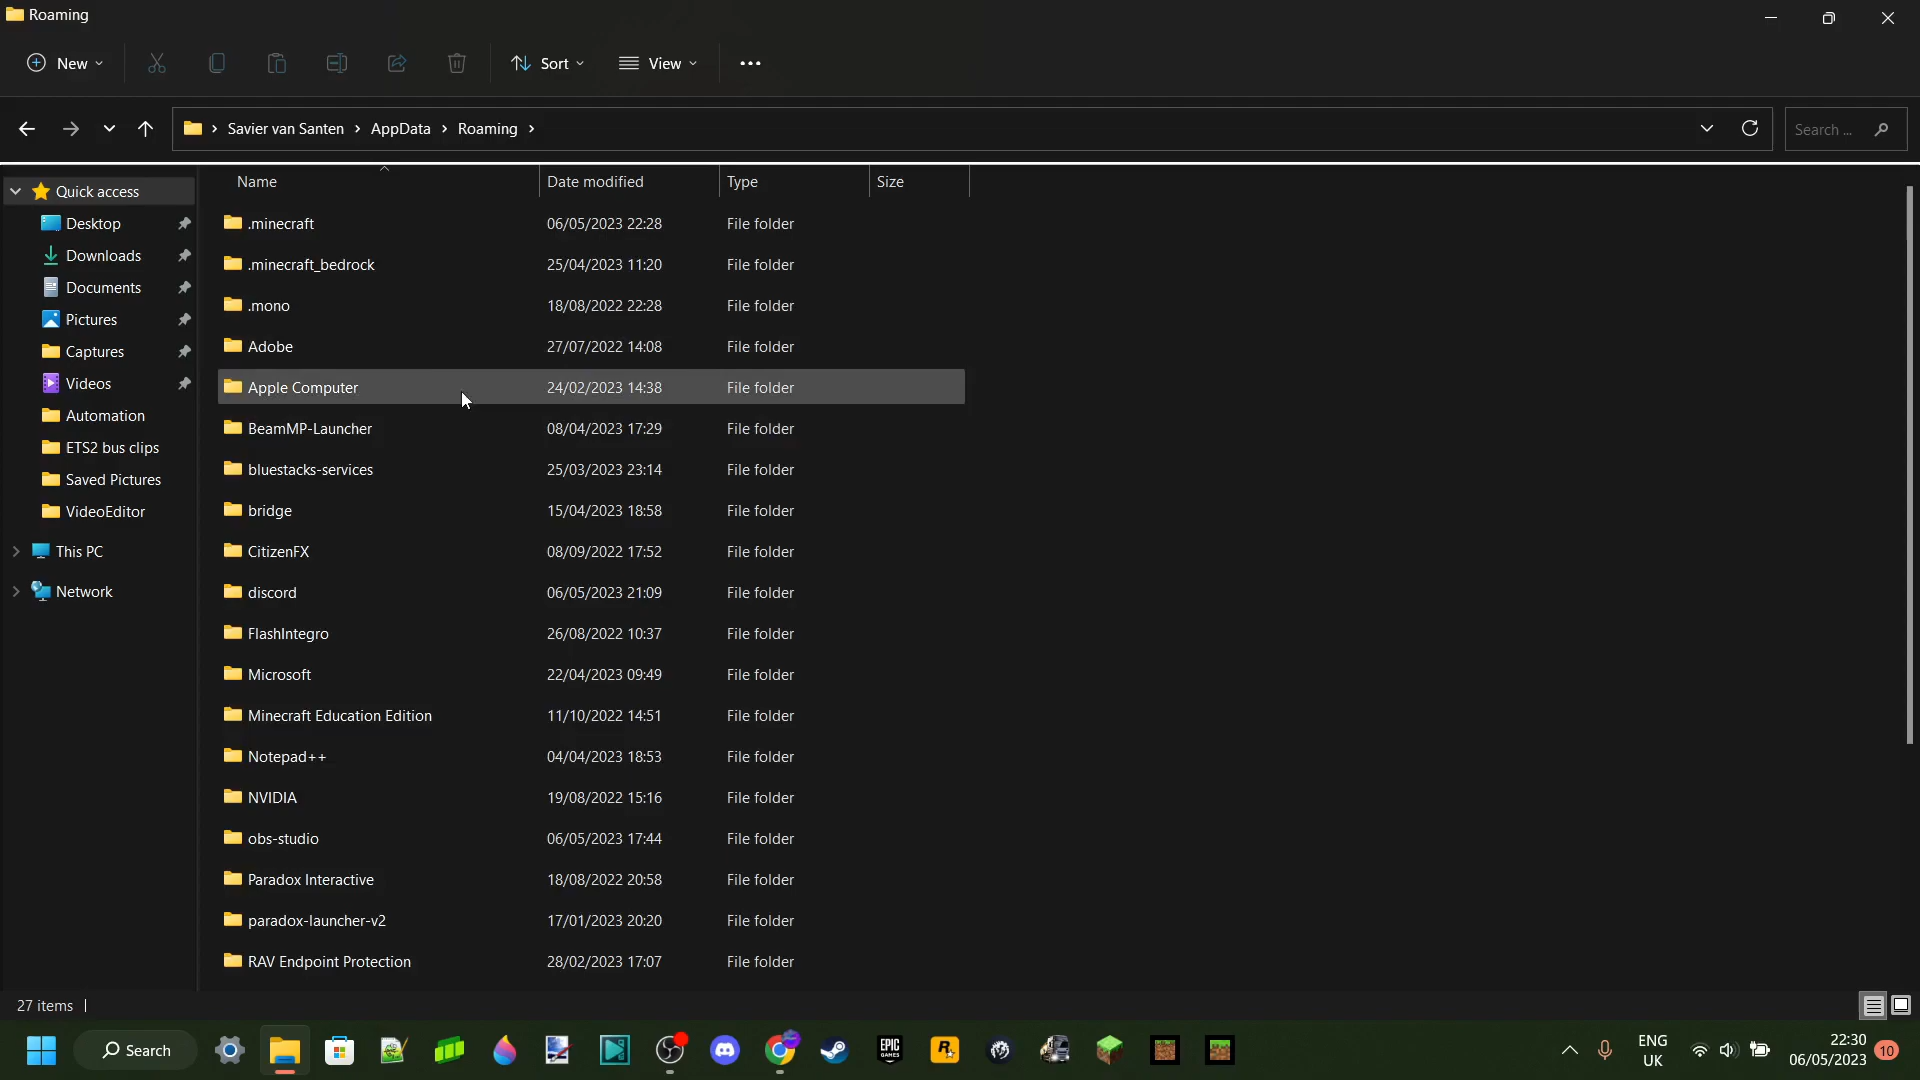 Roaming
New Sort View
Savier van Santen > AppData > Roaming > Search ...
Name Date modified Type Size
Quick access
Desktop
Downloads
Documents
Pictures
Captures
Videos
Automation
ETS2 bus clips
Saved Pictures
VideoEditor
This PC
Network
.minecraft 06/05/2023 22:28 File folder
.minecraft_bedrock 25/04/2023 11:20 File folder
.mono 18/08/2022 22:28 File folder
Adobe 27/07/2022 14:08 File folder
Apple Computer 24/02/2023 14:38 File folder
BeamMP-Launcher 08/04/2023 17:29 File folder
bluestacks-services 25/03/2023 23:14 File folder
bridge 15/04/2023 18:58 File folder
CitizenFX 08/09/2022 17:52 File folder
discord 06/05/2023 21:09 File folder
FlashIntegro 26/08/2022 10:37 File folder
Microsoft 22/04/2023 09:49 File folder
Minecraft Education Edition 11/10/2022 14:51 File folder
Notepad++ 04/04/2023 18:53 File folder
NVIDIA 19/08/2022 15:16 File folder
obs-studio 06/05/2023 17:44 File folder
Paradox Interactive 18/08/2022 20:58 File folder
paradox-launcher-v2 17/01/2023 20:20 File folder
RAV Endpoint Protection 28/02/2023 17:07 File folder
27 items
Search
EPIC GAMES
ENG
UK
22:30
06/05/2023
10